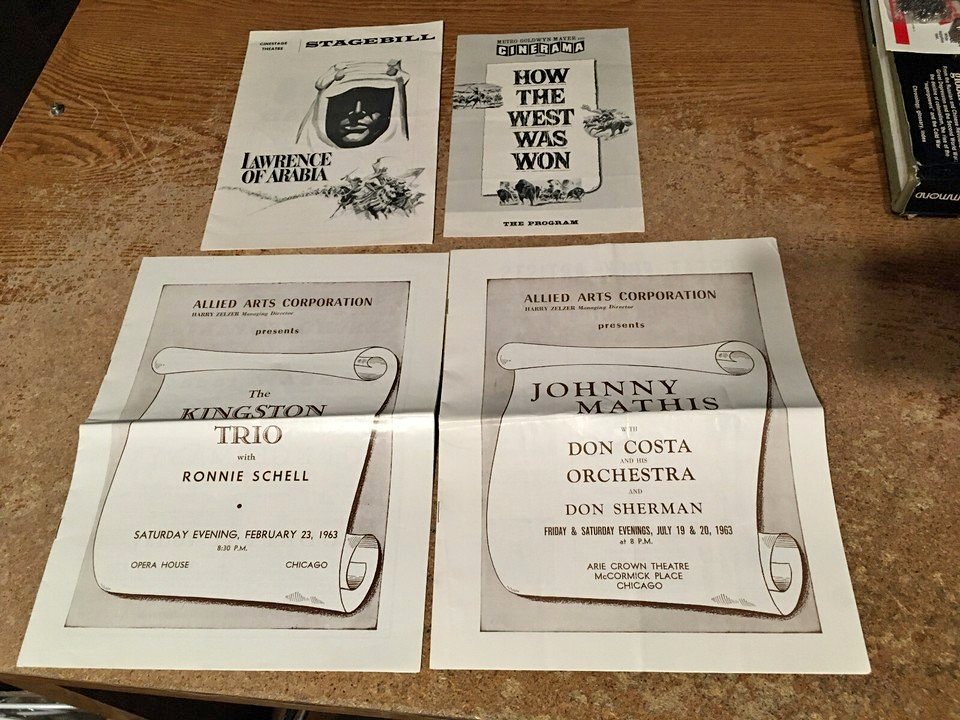 CINESTAGE
THEATRE
STAGEBILL
LAWRENCE
OF ARABIA
METRO GOLDWYN MAYER AND
CINERAMA
HOW
THE
WEST
WAS
WON
THE PROGRAM
ALLIED ARTS CORPORATION
HARRY ZELZER Managing Director
presents
The
KINGSTON
TRIO
with
RONNIE SCHELL
SATURDAY EVENING, FEBRUARY 23, 1963
8:30 P.M.
OPERA HOUSE CHICAGO
ALLIED ARTS CORPORATION
HARRY ZELZER Managing Director
presents
JOHNNY
MATHIS
WITH
DON COSTA
AND HIS
ORCHESTRA
AND
DON SHERMAN
FRIDAY & SATURDAY EVENINGS, JULY 19 & 20, 1963
at 8 P.M.
ARIE CROWN THEATRE
McCORMICK PLACE
CHICAGO